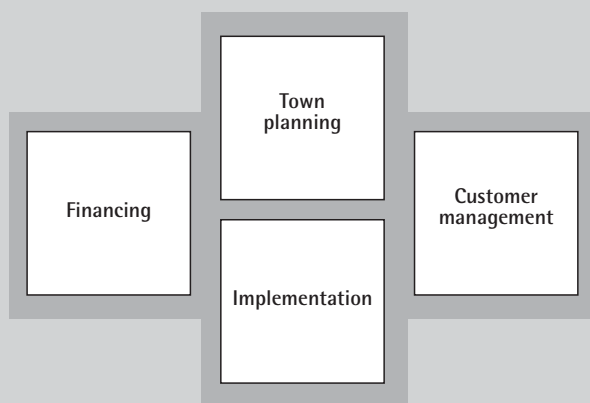 Town
planning
Financing
Customer
management
Implementation